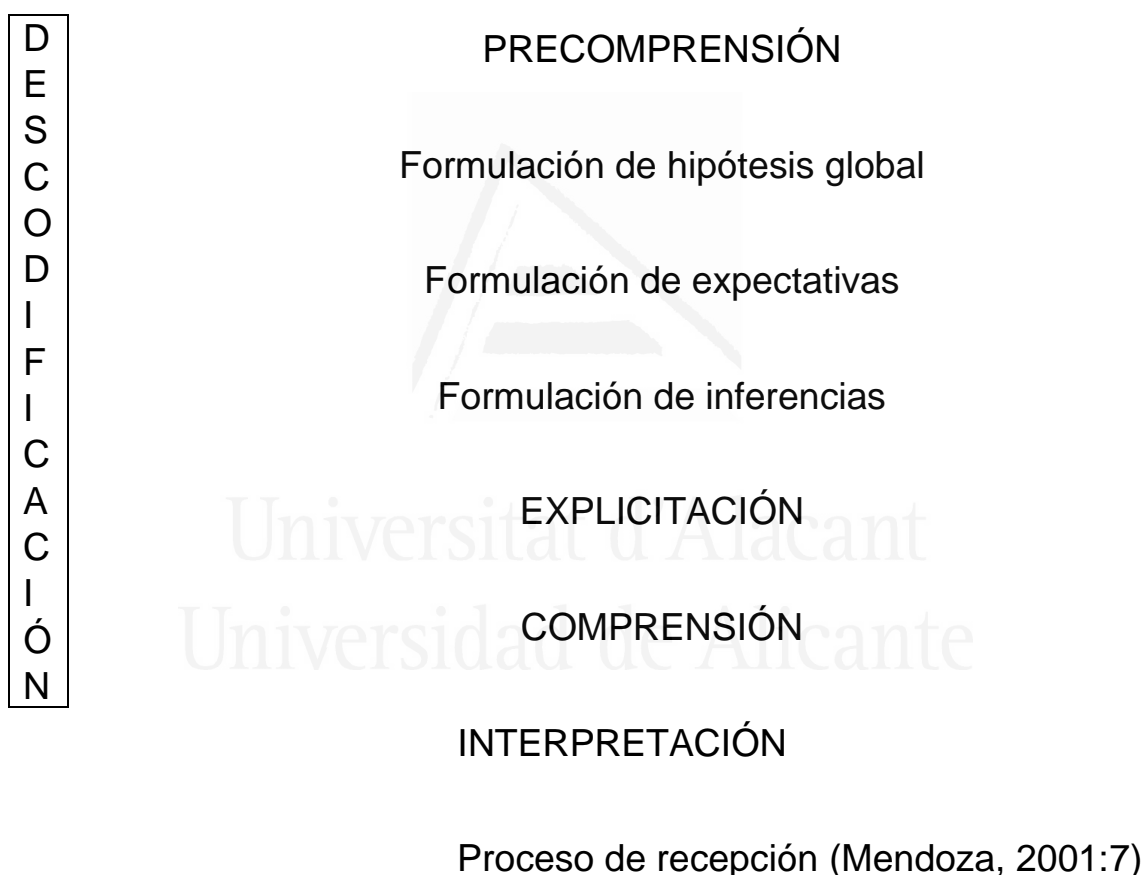 DESCODIFICACIÓN
PRECOMPRENSIÓN
Formulación de hipótesis global
Formulación de expectativas
Formulación de inferencias
EXPLICITACIÓN
COMPRENSIÓN
INTERPRETACIÓN
Proceso de recepción (Mendoza, 2001:7)
Universitat d'Alacant
Universidad de Alicante